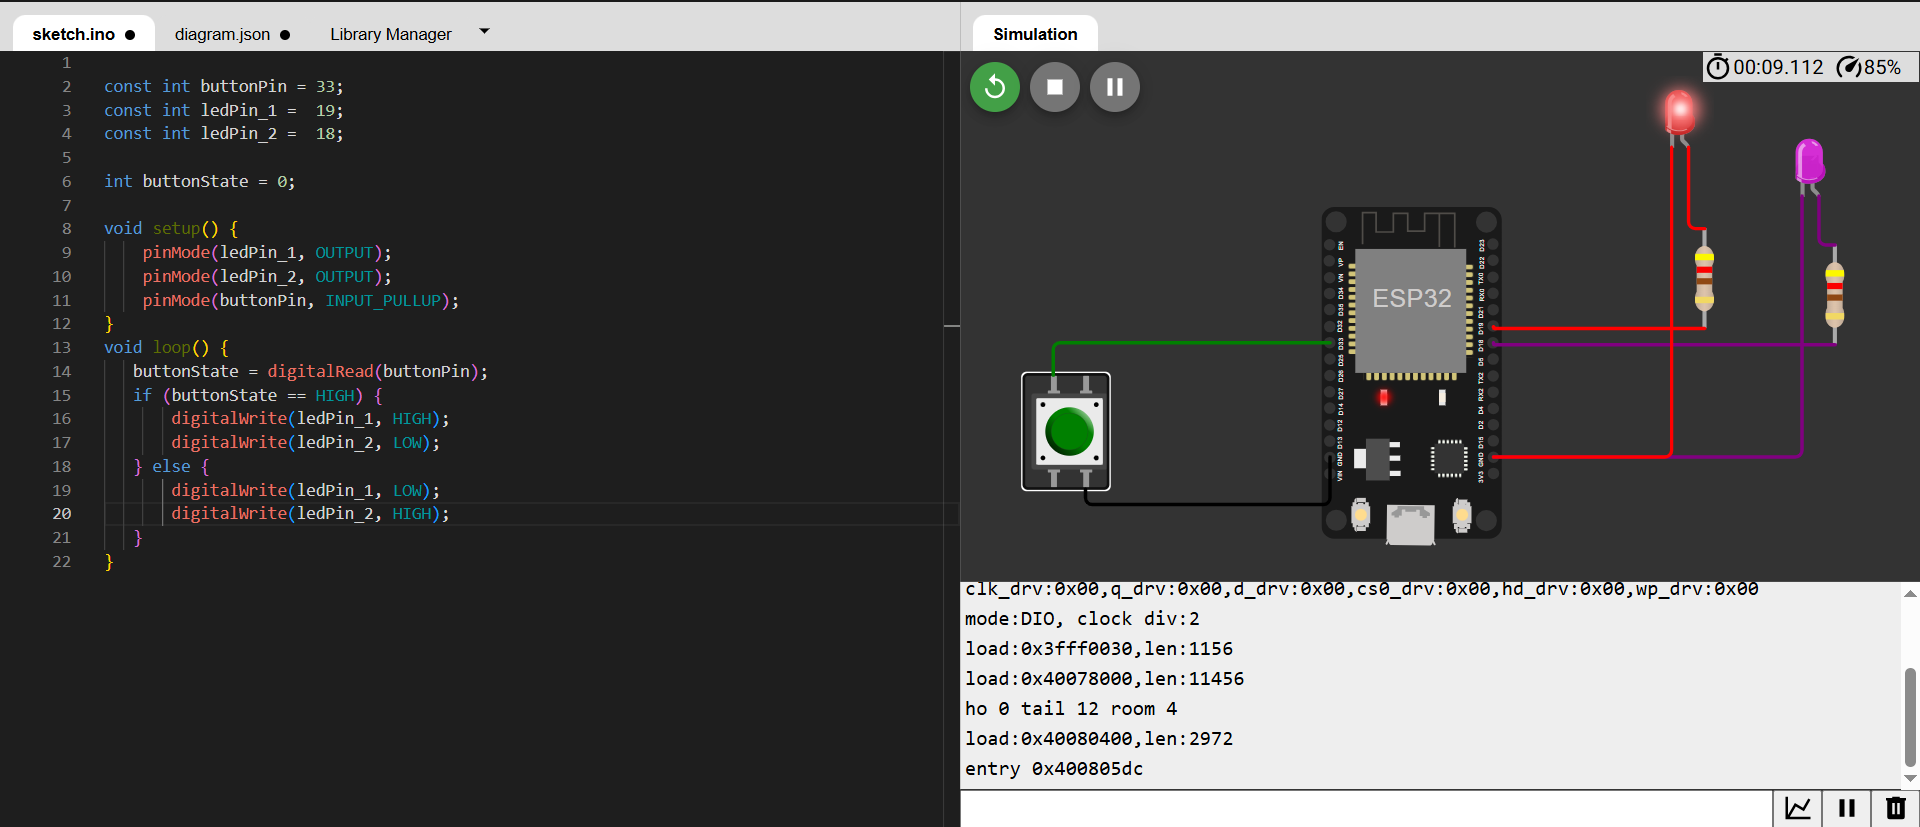 sketch.ino ● diagram.json ● Library Manager
1
2 const int buttonPin = 33;
3 const int ledPin_1 =  19;
4 const int ledPin_2 =  18;
5
6 int buttonState = 0;
7
8 void setup() {
9     pinMode(ledPin_1, OUTPUT);
10     pinMode(ledPin_2, OUTPUT);
11     pinMode(buttonPin, INPUT_PULLUP);
12 }
13 void loop() {
14    buttonState = digitalRead(buttonPin);
15    if (buttonState == HIGH) {
16        digitalWrite(ledPin_1, HIGH);
17        digitalWrite(ledPin_2, LOW);
18    } else {
19        digitalWrite(ledPin_1, LOW);
20        digitalWrite(ledPin_2, HIGH);
21    }
22 }
Simulation
00:09.112 85%
ESP32
EN
VP
VN
D34
D35
D32
D33
D25
D26
D27
D14
D12
D13
GND
VIN
D23
D22
TX0
RX0
D21
D19
D18
D5
TX2
RX2
D4
D2
D15
GND
3V3
clk_drv:0x00,q_drv:0x00,d_drv:0x00,cs0_drv:0x00,hd_drv:0x00,wp_drv:0x00
mode:DIO, clock div:2
load:0x3fff0030,len:1156
load:0x40078000,len:11456
ho 0 tail 12 room 4
load:0x40080400,len:2972
entry 0x400805dc